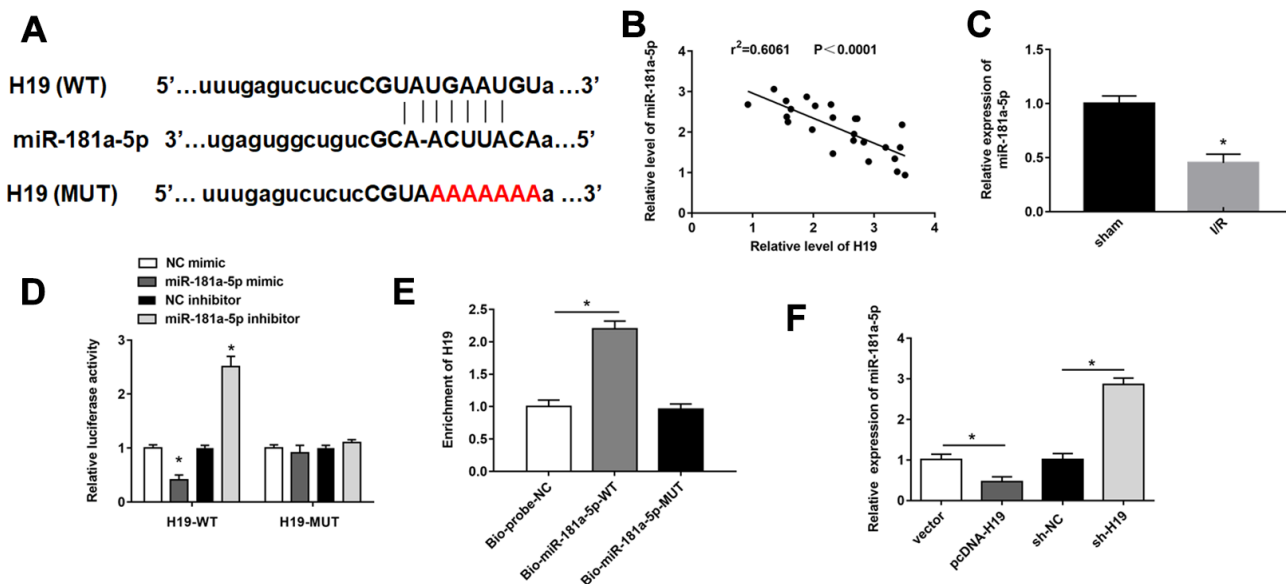 A
H19 (WT) 5’…uuugagucucucCGUAUGAAUGUa …3’
miR-181a-5p 3’…ugaguggcugucGCA-ACUUACAa…5’
H19 (MUT) 5’… uuugagucucucCGUAAAAAAAAa …3’
B
r²=0.6061 P<0.0001
Relative level of miR-181a-5p
4
3
2
1
0
0 1 2 3 4
Relative level of H19
C
Relative expression of
miR-181a-5p
1.5
1.0
0.5
0.0
*
sham I/R
D
NC mimic
miR-181a-5p mimic
NC inhibitor
miR-181a-5p inhibitor
Relative luciferase activity
3
2
1
0
* *
H19-WT H19-MUT
E
Enrichment of H19
2.5
2.0
1.5
1.0
0.5
0.0
*
Bio-probe-NC Bio-miR-181a-5p-WT Bio-miR-181a-5p-MUT
F
Relative expression of miR-181a-5p
4
3
2
1
0
* *
vector pcDNA-H19 sh-NC sh-H19